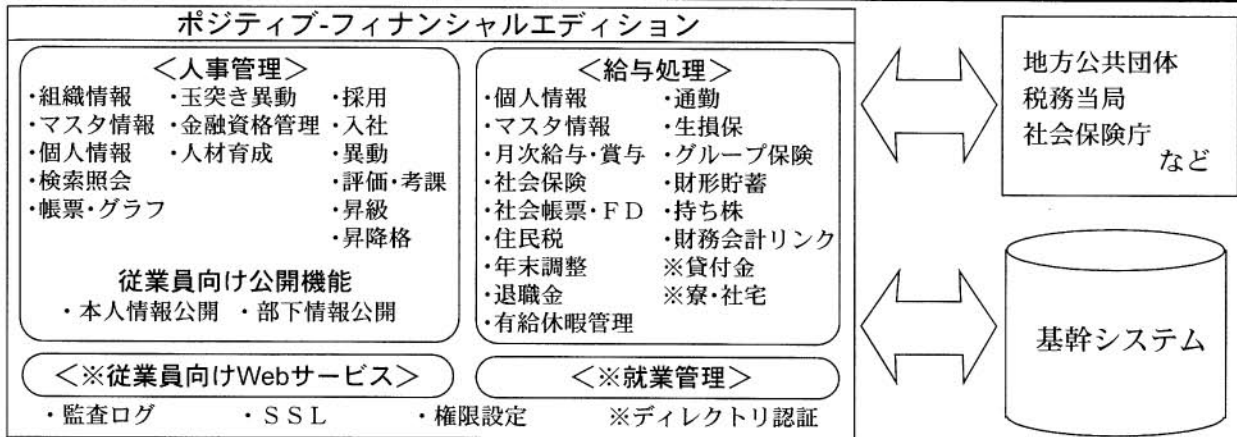 ポジティブ-フィナンシャルエディション
＜人事管理＞
・組織情報 ・玉突き異動 ・採用
・マスタ情報 ・金融資格管理 ・入社
・個人情報 ・人材育成 ・異動
・検索照会 ・評価・考課
・帳票・グラフ ・昇級
・昇降格
従業員向け公開機能
・本人情報公開 ・部下情報公開
＜給与処理＞
・個人情報 ・通勤
・マスタ情報 ・生損保
・月次給与・賞与 ・グループ保険
・社会保険 ・財形貯蓄
・社会帳票・ＦＤ ・持ち株
・住民税 ・財務会計リンク
・年末調整 ※貸付金
・退職金 ※寮・社宅
・有給休暇管理
＜※従業員向けWebサービス＞
＜※就業管理＞
・監査ログ ・ＳＳＬ ・権限設定 ※ディレクトリ認証
地方公共団体
税務当局
社会保険庁
など
基幹システム